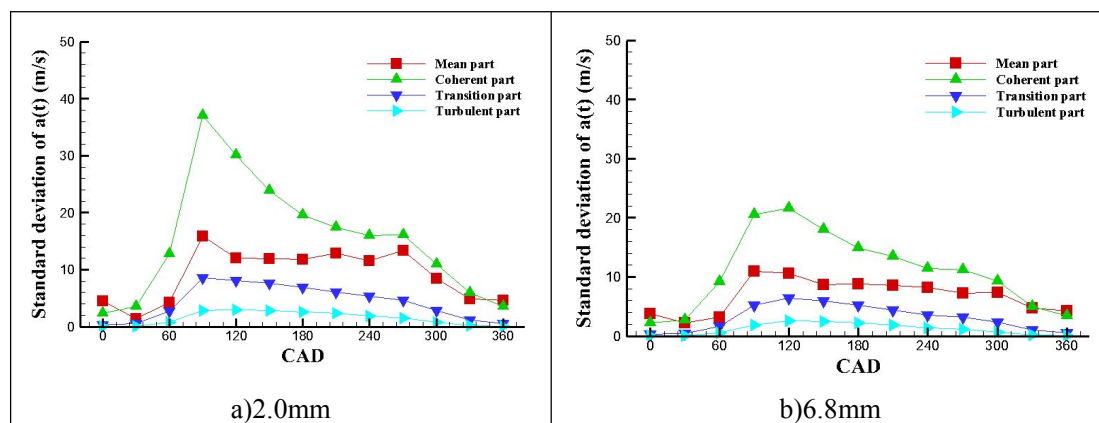 Standard deviation of a(t) (m/s)
50
40
30
20
10
0
Mean part
Coherent part
Transition part
Turbulent part
0 60 120 180 240 300 360
CAD
a)2.0mm
Standard deviation of a(t) (m/s)
50
40
30
20
10
0
Mean part
Coherent part
Transition part
Turbulent part
0 60 120 180 240 300 360
CAD
b)6.8mm